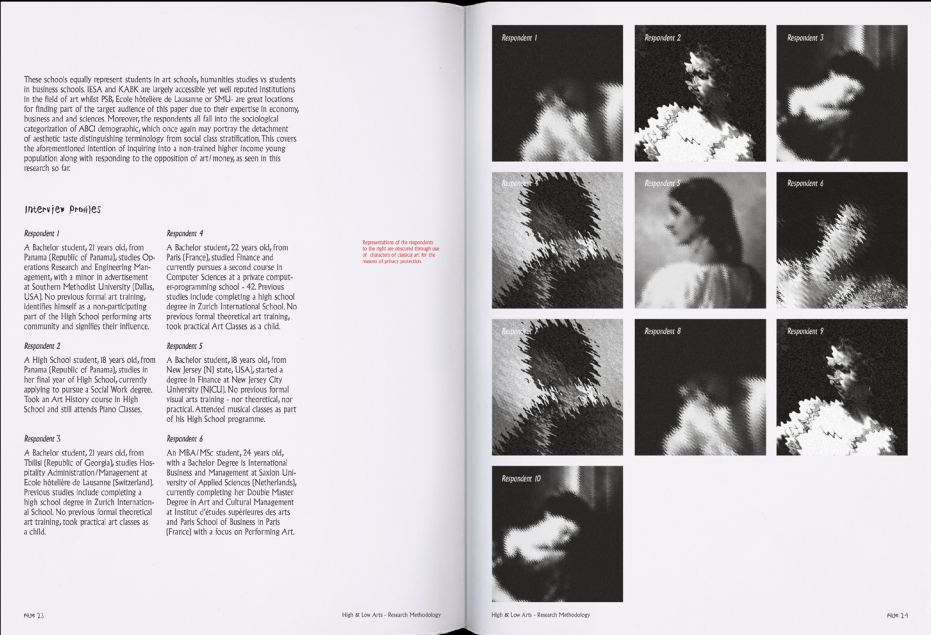 These schools equally represent students in art schools, humanities studies vs students
in business schools. IESA and KABK are largely accessible yet well reputed institutions
in the field of art whilst PSB, Ecole hôtelière de Lausanne or SMU- are great locations
for finding part of the target audience of this paper due to their expertise in economy,
business and and sciences. Moreover, the respondents all fall into the sociological
categorization of ABC1 demographic, which once again may portray the detachment
of aesthetic taste distinguishing terminology from social class stratification. This covers
the aforementioned intention of inquiring into a non-trained higher income young
population along with responding to the opposition of art/money, as seen in this
research so far.
Interview Profiles
Respondent 1
A Bachelor student, 21 years old, from
Panama (Republic of Panama), studies Op-
erations Research and Engineering Man-
agement, with a minor in advertisement
at Southern Methodist University (Dallas,
USA). No previous formal art training,
identifies himself as a non-participating
part of the High School performing arts
community and signifies their influence.
Respondent 2
A High School student, 18 years old, from
Panama (Republic of Panama), studies in
her final year of High School, currently
applying to pursue a Social Work degree.
Took an Art History course in High
School and still attends Piano Classes.
Respondent 3
A Bachelor student, 21 years old, from
Tbilisi (Republic of Georgia), studies Hos-
pitality Administration/Management at
Ecole hôtelière de Lausanne (Switzerland).
Previous studies include completing a
high school degree in Zurich Internation-
al School. No previous formal theoretical
art training, took practical art classes as
a child.
Respondent 4
A Bachelor student, 22 years old, from
Paris (France), studied Finance and
currently pursues a second course in
Computer Sciences at a private comput-
er-programming school - 42. Previous
studies include completing a high school
degree in Zurich International School. No
previous formal theoretical art training,
took practical Art Classes as a child.
Respondent 5
A Bachelor student, 18 years old, from
New Jersey (NJ state, USA), started a
degree in Finance at New Jersey City
University (NJCU). No previous formal
visual arts training - nor theoretical, nor
practical. Attended musical classes as part
of his High School programme.
Respondent 6
An MBA/MSc student, 24 years old,
with a Bachelor Degree is International
Business and Management at Saxion Uni-
versity of Applied Sciences (Netherlands),
currently completing her Double Master
Degree in Art and Cultural Management
at Institut d'études supérieures des arts
and Paris School of Business in Paris
(France) with a focus on Performing Art.
Representations of the respondents
to the right are obscured through use
of characters of classical art for the
reasons of privacy protection.
PAGE 23
High & Low Arts - Research Methodology
Respondent 1
Respondent 2
Respondent 3
Respondent 4
Respondent 5
Respondent 6
Respondent 8
Respondent 9
Respondent 10
High & Low Arts - Research Methodology
PAGE 24